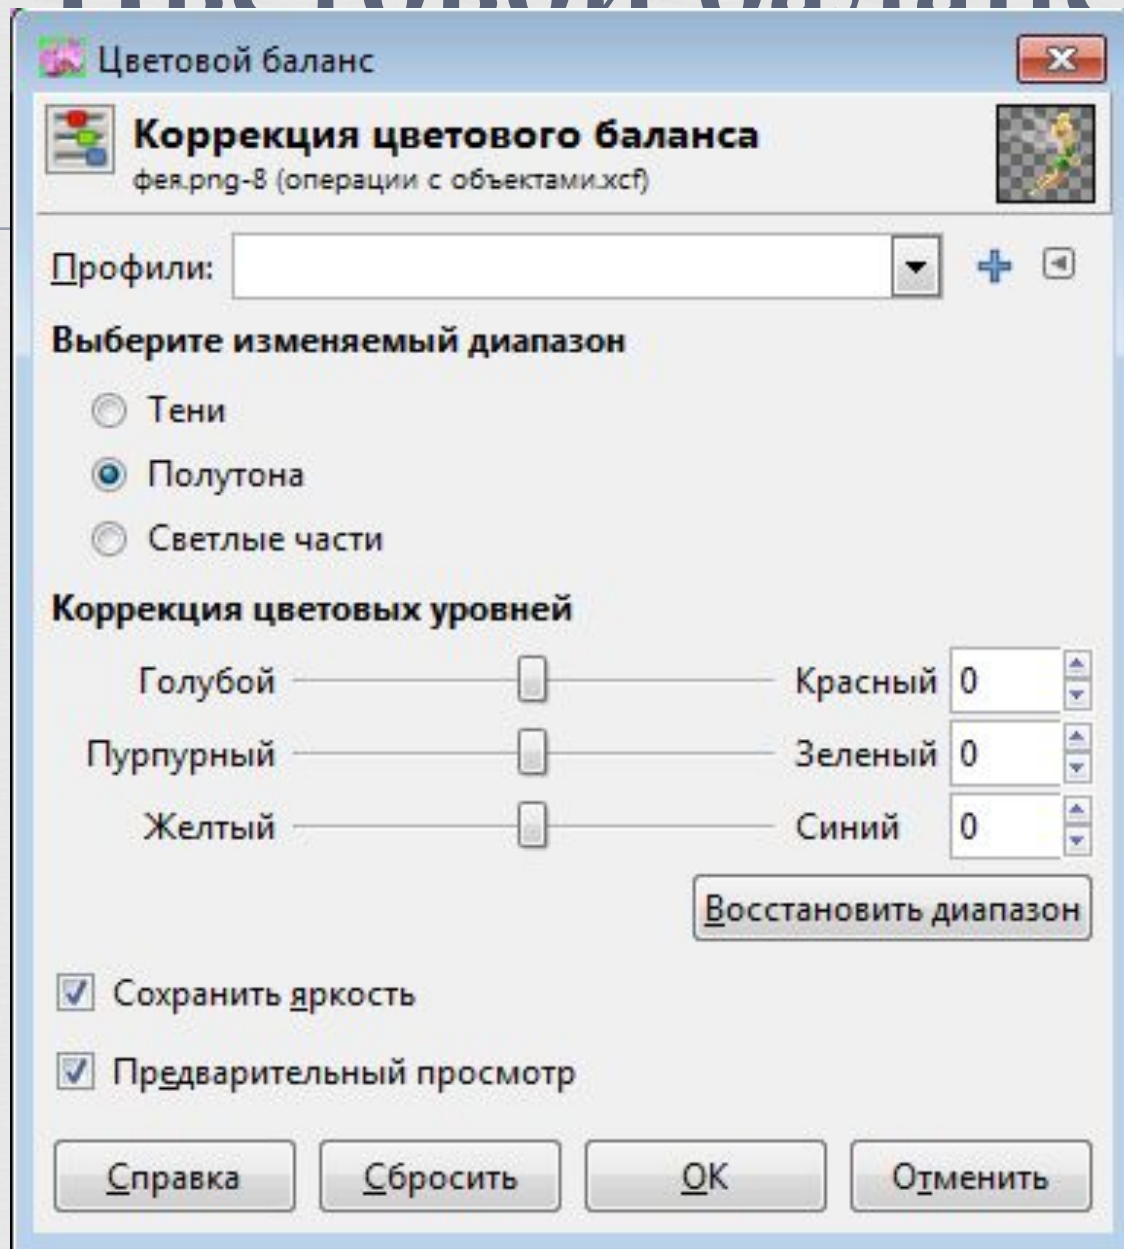 Цветовой баланс
Цветовой баланс
Коррекция цветового баланса
фея.png-8 (операции с объектами.xcf)
Профили:
Выберите изменяемый диапазон
Тени
Полутона
Светлые части
Коррекция цветовых уровней
Голубой Красный 0
Пурпурный Зеленый 0
Желтый Синий 0
Восстановить диапазон
Сохранить яркость
Предварительный просмотр
Справка Сбросить OK Отменить